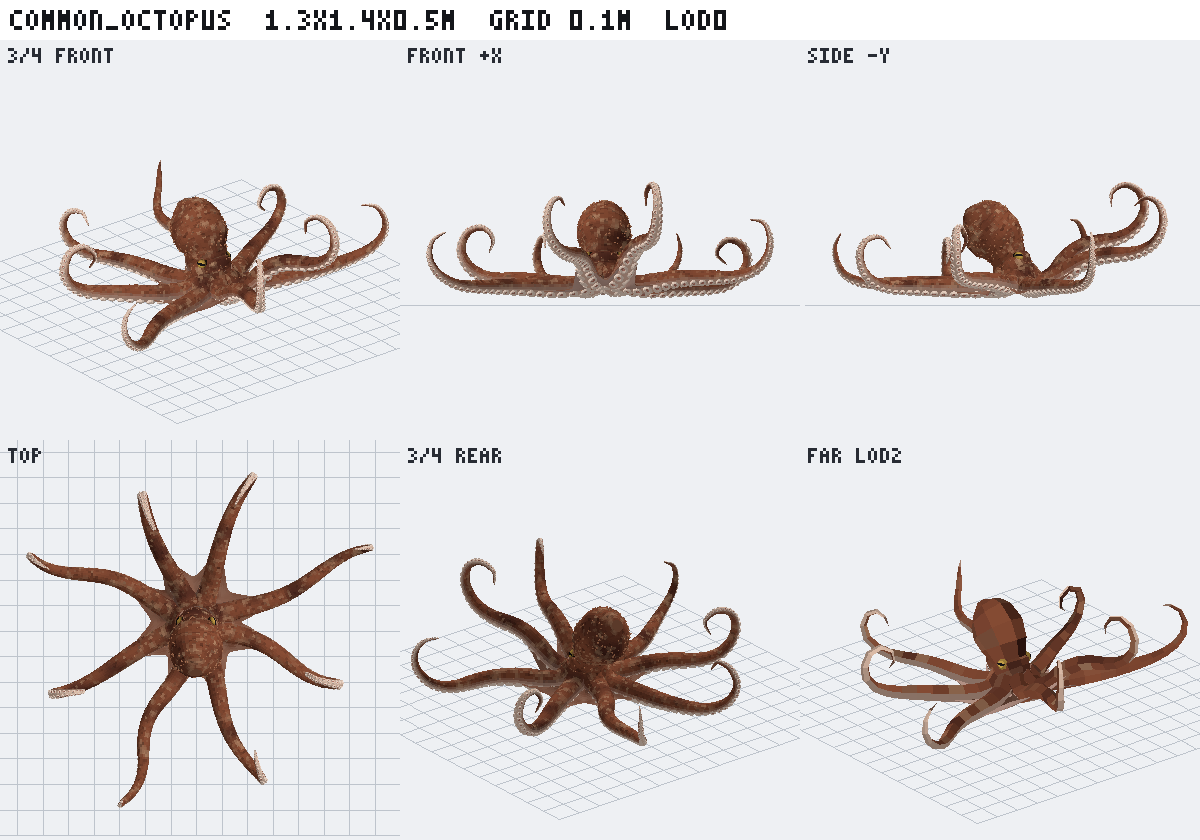 COMMON_OCTOPUS  1.3X1.4X0.5M  GRID 0.1M  LOD0
3/4 FRONT
FRONT +X
SIDE -Y
TOP
3/4 REAR
FAR LOD2